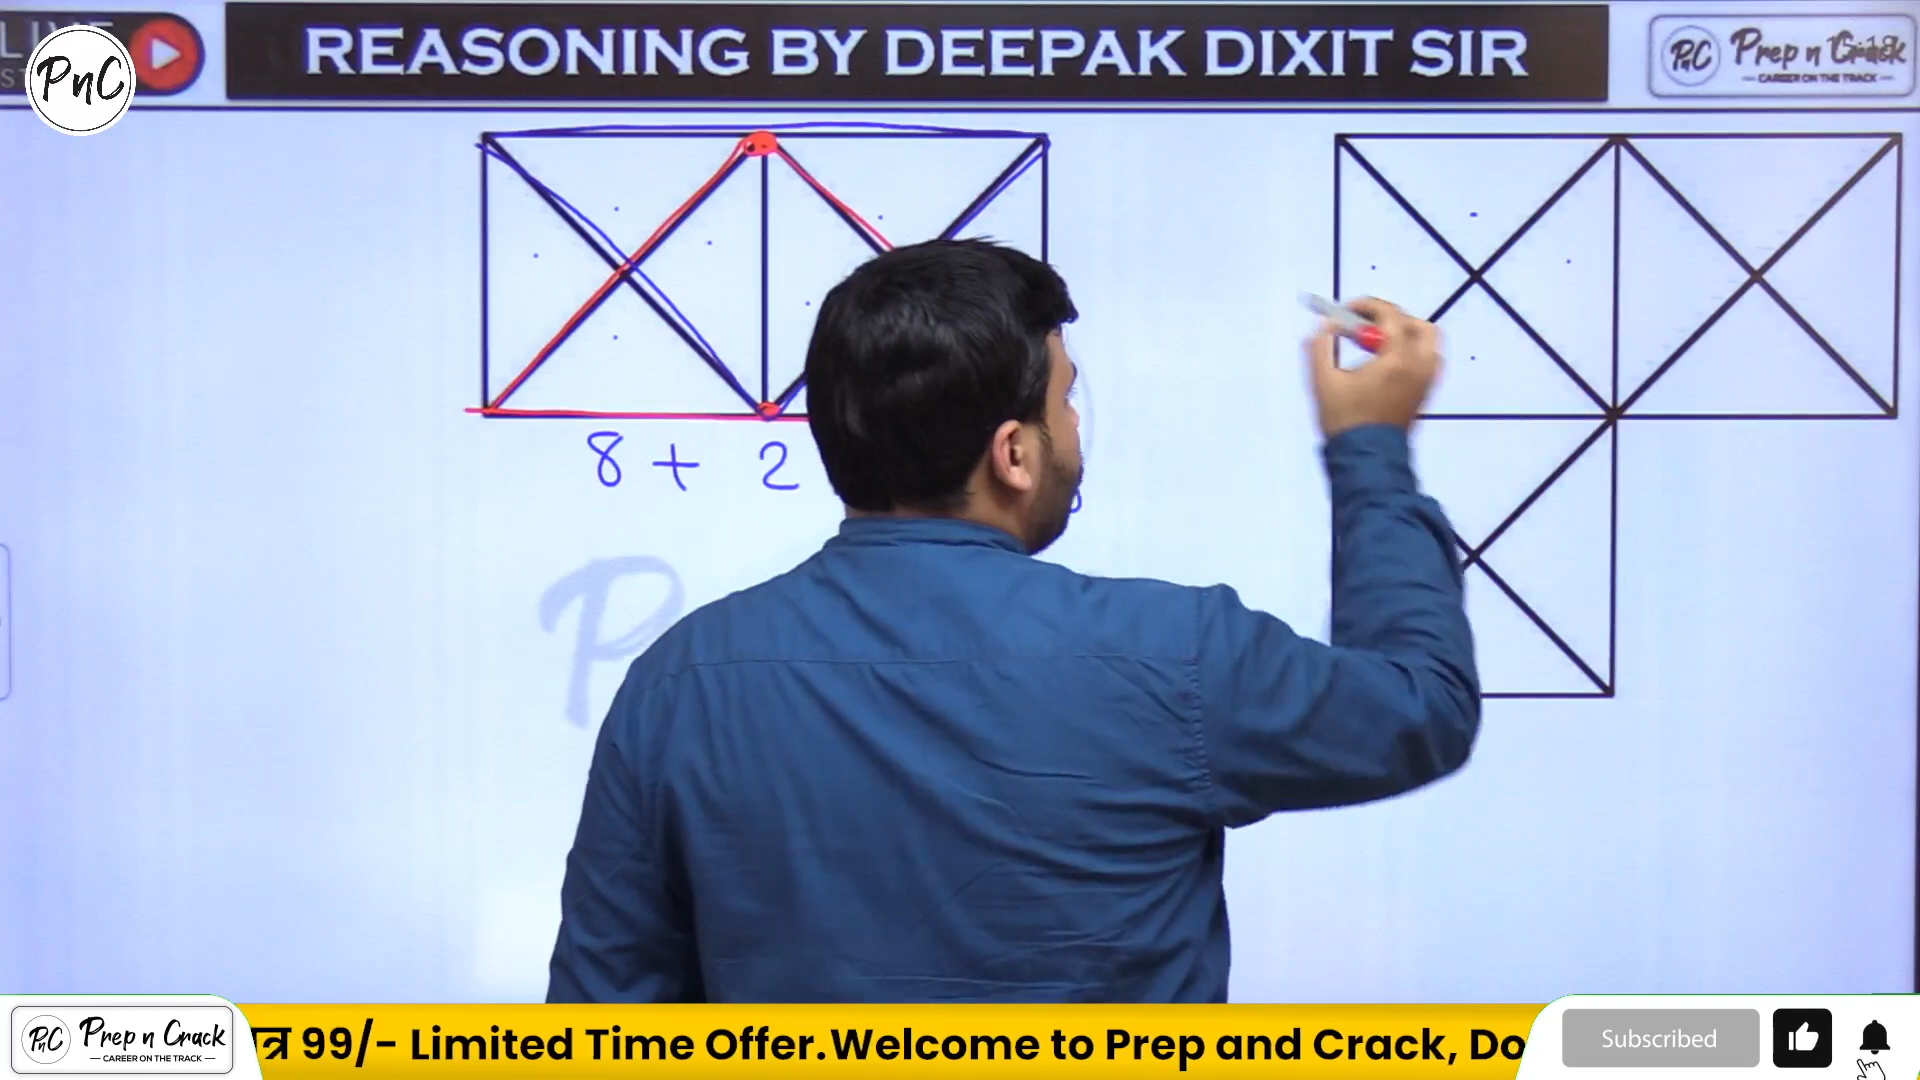 LIVE
PnC
REASONING BY DEEPAK DIXIT SIR
PnC Prep n Crack
CAREER ON THE TRACK
8 + 2
P
PnC Prep n Crack
CAREER ON THE TRACK
99/- Limited Time Offer.Welcome to Prep and Crack, Do
Subscribed